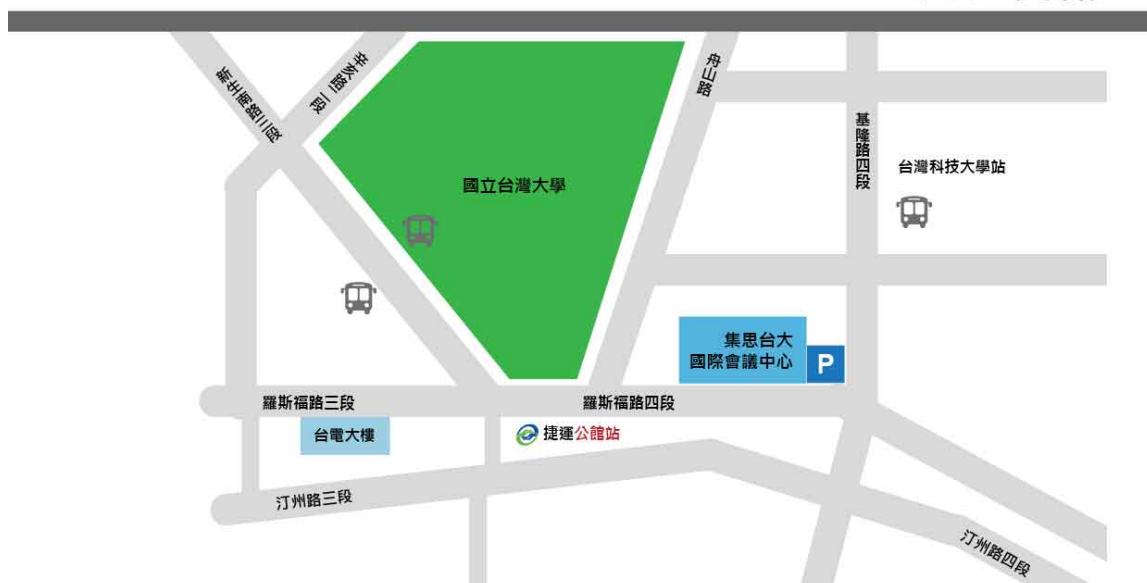 辛亥路一段
新生南路三段
舟山路
基隆路四段
台灣科技大學站
國立台灣大學
集思台大
國際會議中心
P
羅斯福路三段
羅斯福路四段
台電大樓
捷運公館站
汀州路三段
汀州路四段